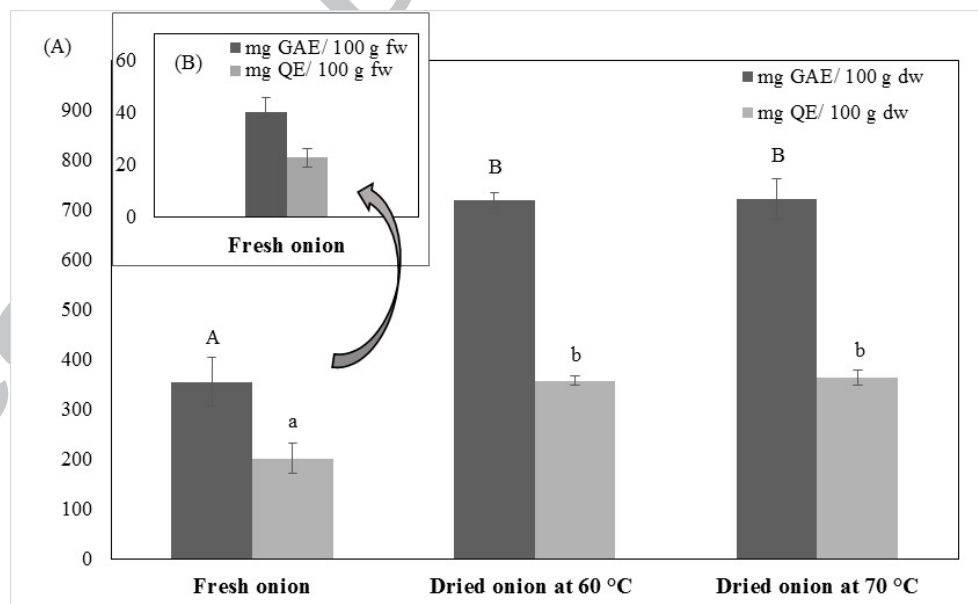 (A)
(B)
mg GAE/ 100 g fw
mg QE/ 100 g fw
60
40
20
0
Fresh onion
mg GAE/ 100 g dw
mg QE/ 100 g dw
900
800
700
600
500
400
300
200
100
0
A
a
B
b
B
b
Fresh onion
Dried onion at 60 °C
Dried onion at 70 °C